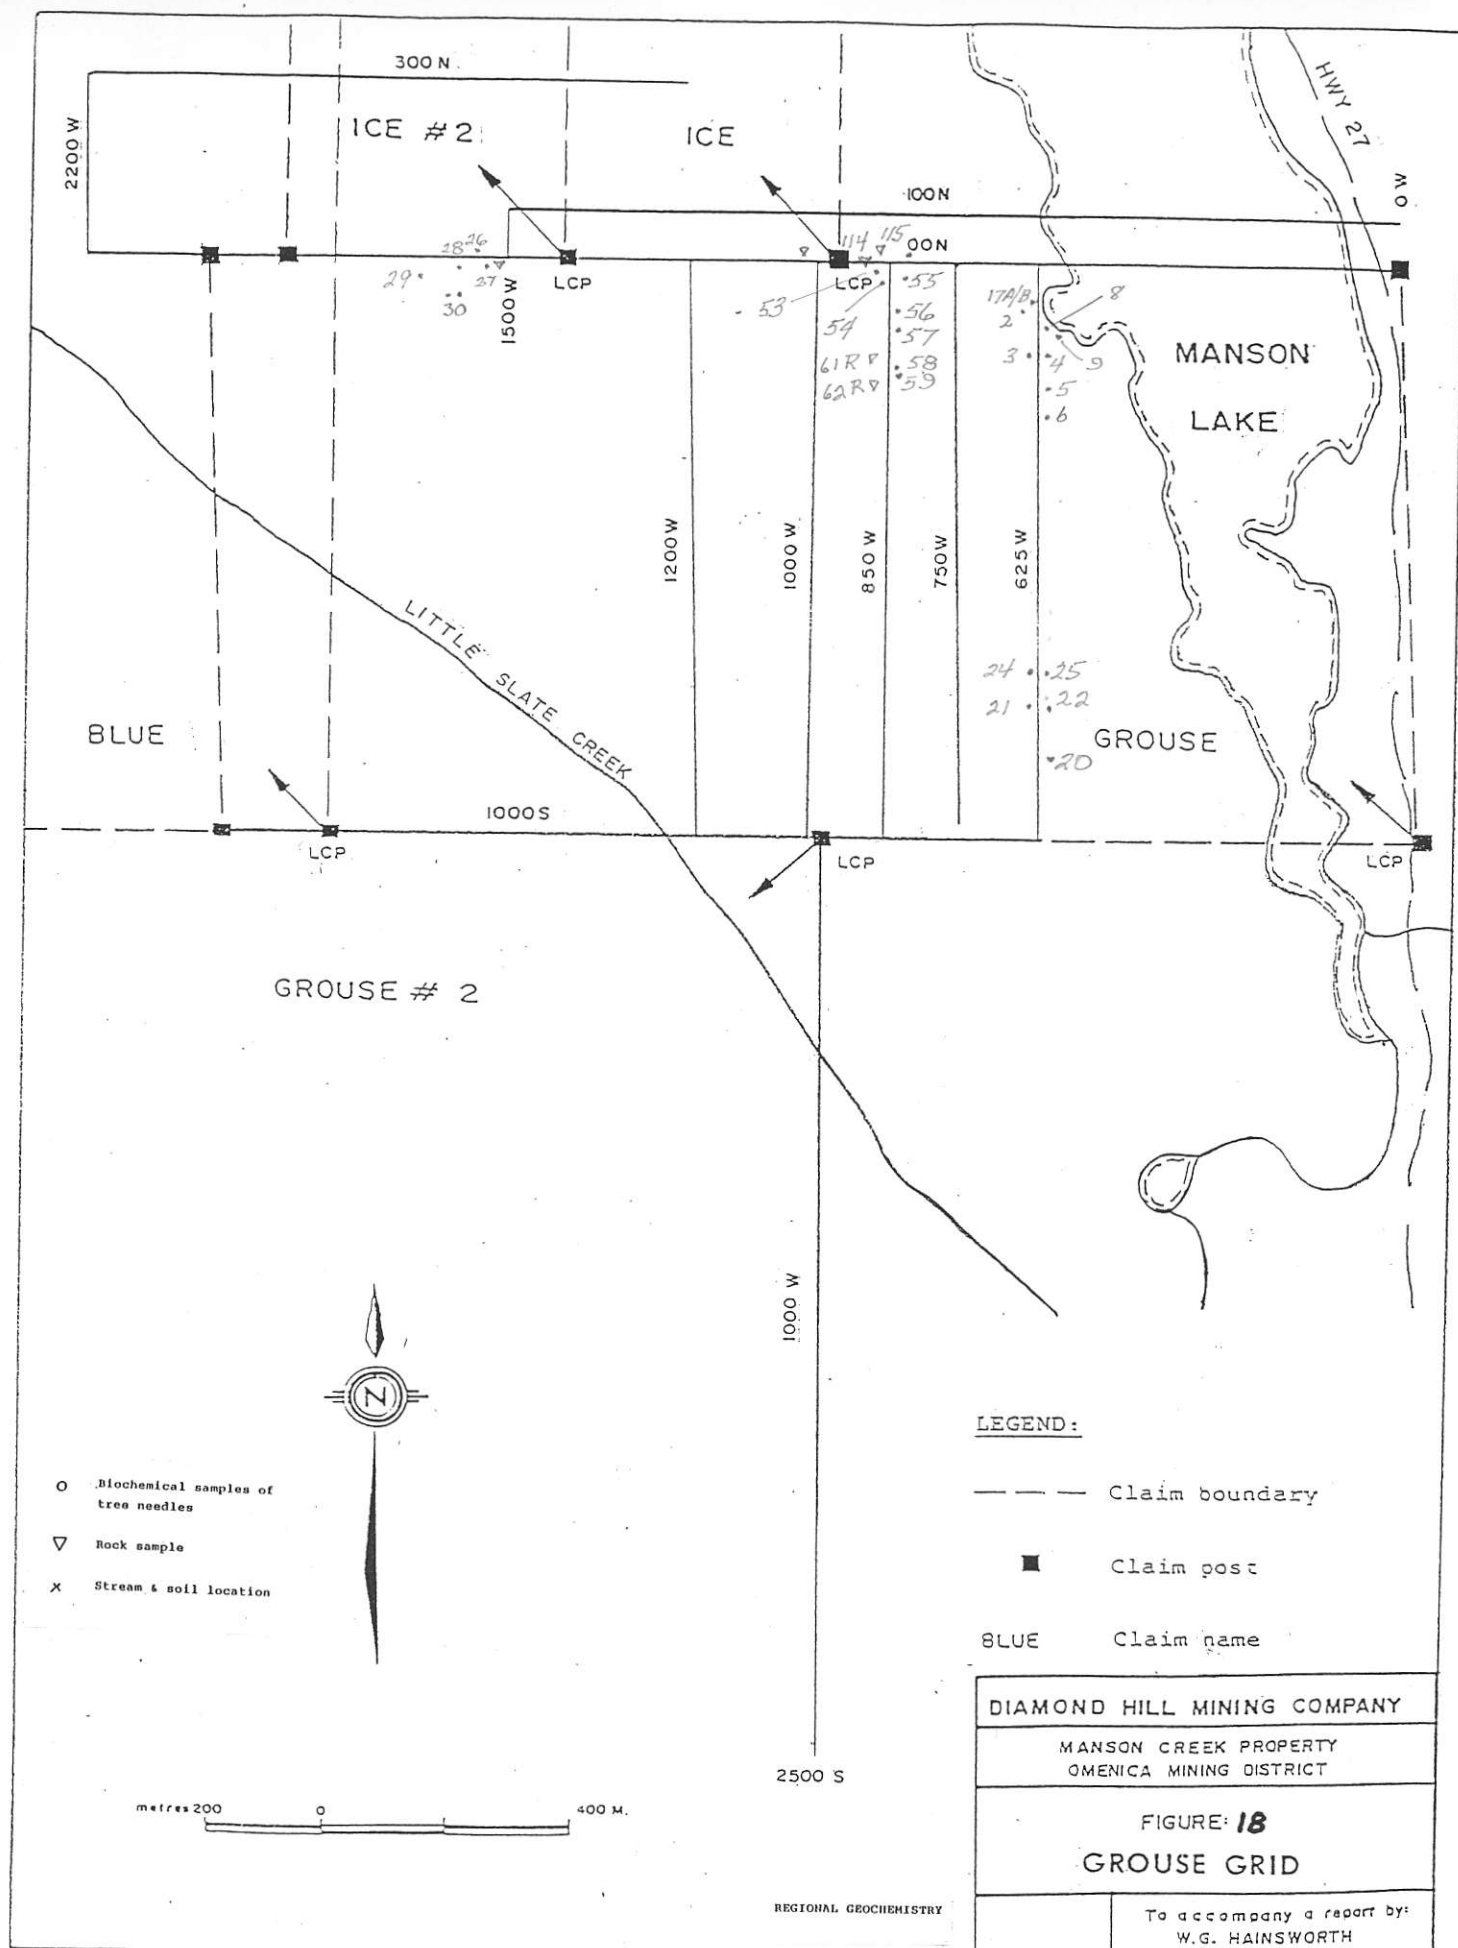 300 N
HWY 27
ICE # 2
ICE
2200 W
100N
0 W
28 26
114 115
00N
29
27
LCP
LCP
55
30
1500 W
53
17A/B
8
54
56
2
57
MANSON
61R
58
3
4
9
62R
59
5
LAKE
6
1200 W
1000 W
850 W
750W
625 W
LITTLE SLATE CREEK
24
25
21
22
BLUE
GROUSE
20
1000 S
LCP
LCP
LCP
GROUSE # 2
1000 W
N
LEGEND:
O Biochemical samples of
tree needles
Claim boundary
Rock sample
Claim post
X Stream & soil location
BLUE Claim name
DIAMOND HILL MINING COMPANY
MANSON CREEK PROPERTY
OMENICA MINING DISTRICT
2500 S
metres 200 0 400 M.
FIGURE: 18
GROUSE GRID
REGIONAL GEOCHEMISTRY
To accompany a report by:
W.G. HAINSWORTH